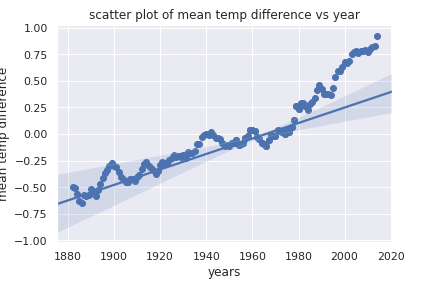 scatter plot of mean temp difference vs year
1.00
0.75
0.50
0.25
0.00
−0.25
−0.50
−0.75
−1.00
mean temp difference
1880 1900 1920 1940 1960 1980 2000 2020
years